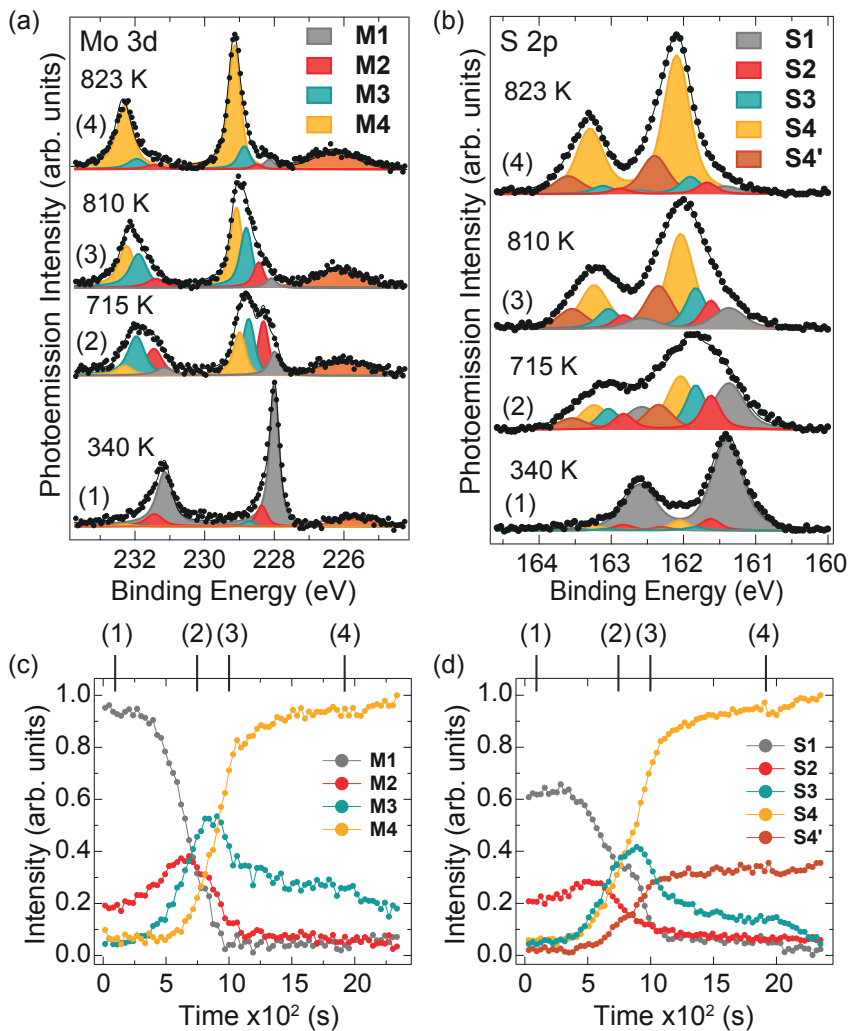 (a)
Mo 3d
M1
M2
M3
M4
823 K
(4)
810 K
(3)
715 K
(2)
340 K
(1)
Photoemission Intensity (arb. units)
232 230 228 226
Binding Energy (eV)
(b)
S 2p
S1
S2
S3
S4
S4'
823 K
(4)
810 K
(3)
715 K
(2)
340 K
(1)
Photoemission Intensity (arb. units)
164 163 162 161 160
Binding Energy (eV)
(c)
(1) (2) (3) (4)
1.0
0.8
0.6
0.4
0.2
0.0
Intensity (arb. units)
M1
M2
M3
M4
0 5 10 15 20
Time x10² (s)
(d)
(1) (2) (3) (4)
1.0
0.8
0.6
0.4
0.2
0.0
Intensity (arb. units)
S1
S2
S3
S4
S4'
0 5 10 15 20
Time x10² (s)